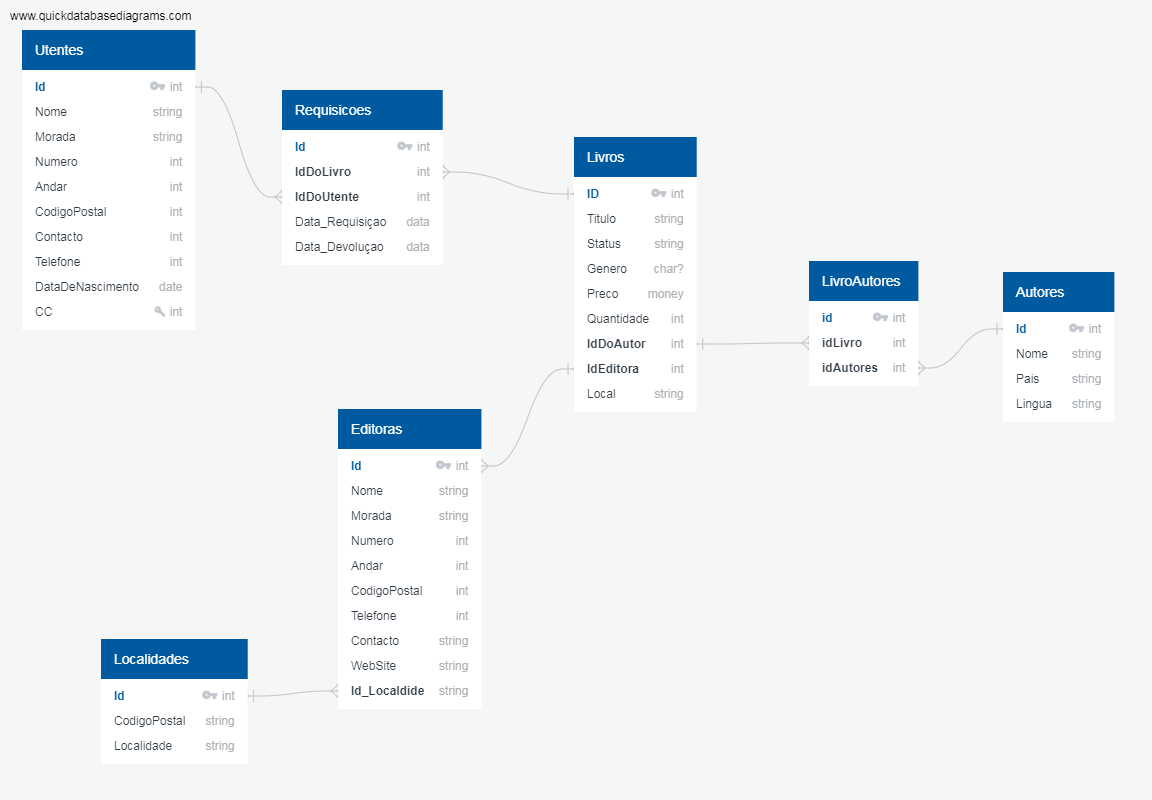 www.quickdatabasediagrams.com
Utentes
Id int
Nome string
Morada string
Numero int
Andar int
CodigoPostal int
Contacto int
Telefone int
DataDeNascimento date
CC int
Requisicoes
Id int
IdDoLivro int
IdDoUtente int
Data_Requisiçao data
Data_Devoluçao data
Livros
ID int
Titulo string
Status string
Genero char?
Preco money
Quantidade int
IdDoAutor int
IdEditora int
Local string
LivroAutores
id int
idLivro int
idAutores int
Autores
Id int
Nome string
Pais string
Lingua string
Editoras
Id int
Nome string
Morada string
Numero int
Andar int
CodigoPostal int
Telefone int
Contacto string
WebSite string
Id_Localdide string
Localidades
Id int
CodigoPostal string
Localidade string